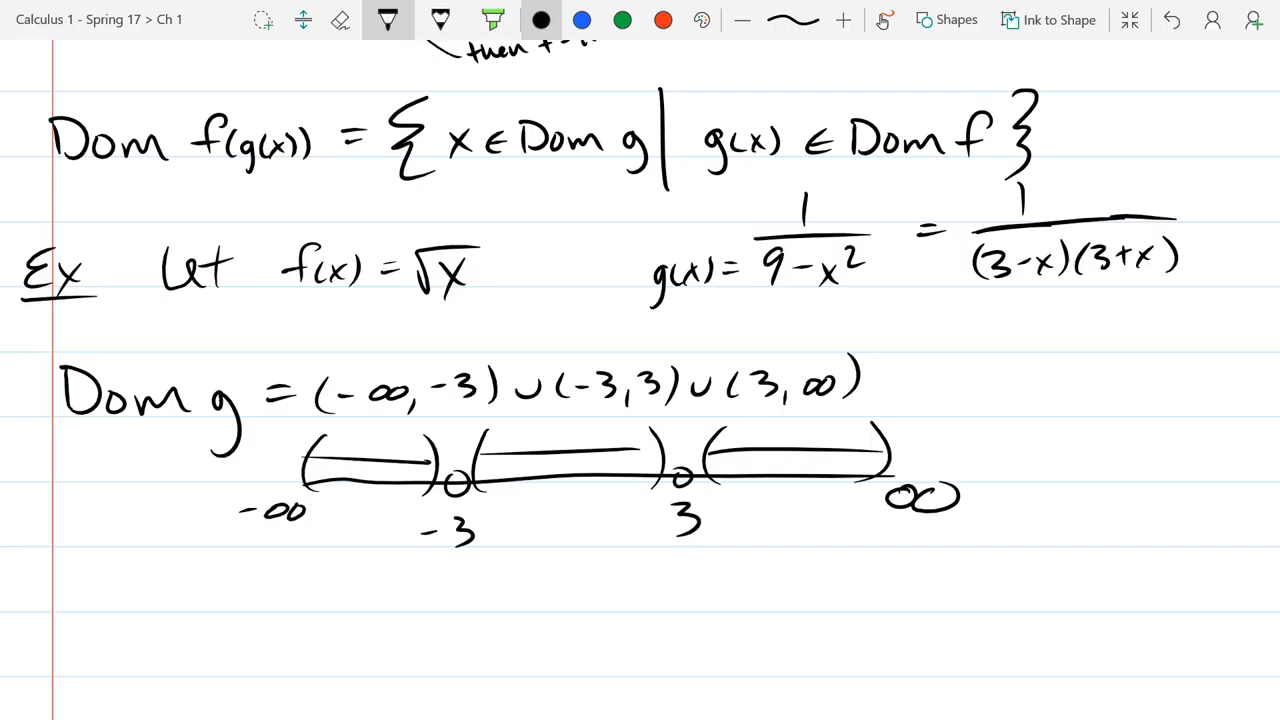 Calculus 1 - Spring 17 > Ch 1 Shapes Ink to Shape
then
Dom f(g(x)) = { x ∈ Dom g | g(x) ∈ Dom f }
Ex Let f(x) = √x g(x) = 1/(9-x²) = 1/((3-x)(3+x))
Dom g = (-∞, -3) ∪ (-3, 3) ∪ (3, ∞)
-∞ -3 3 ∞